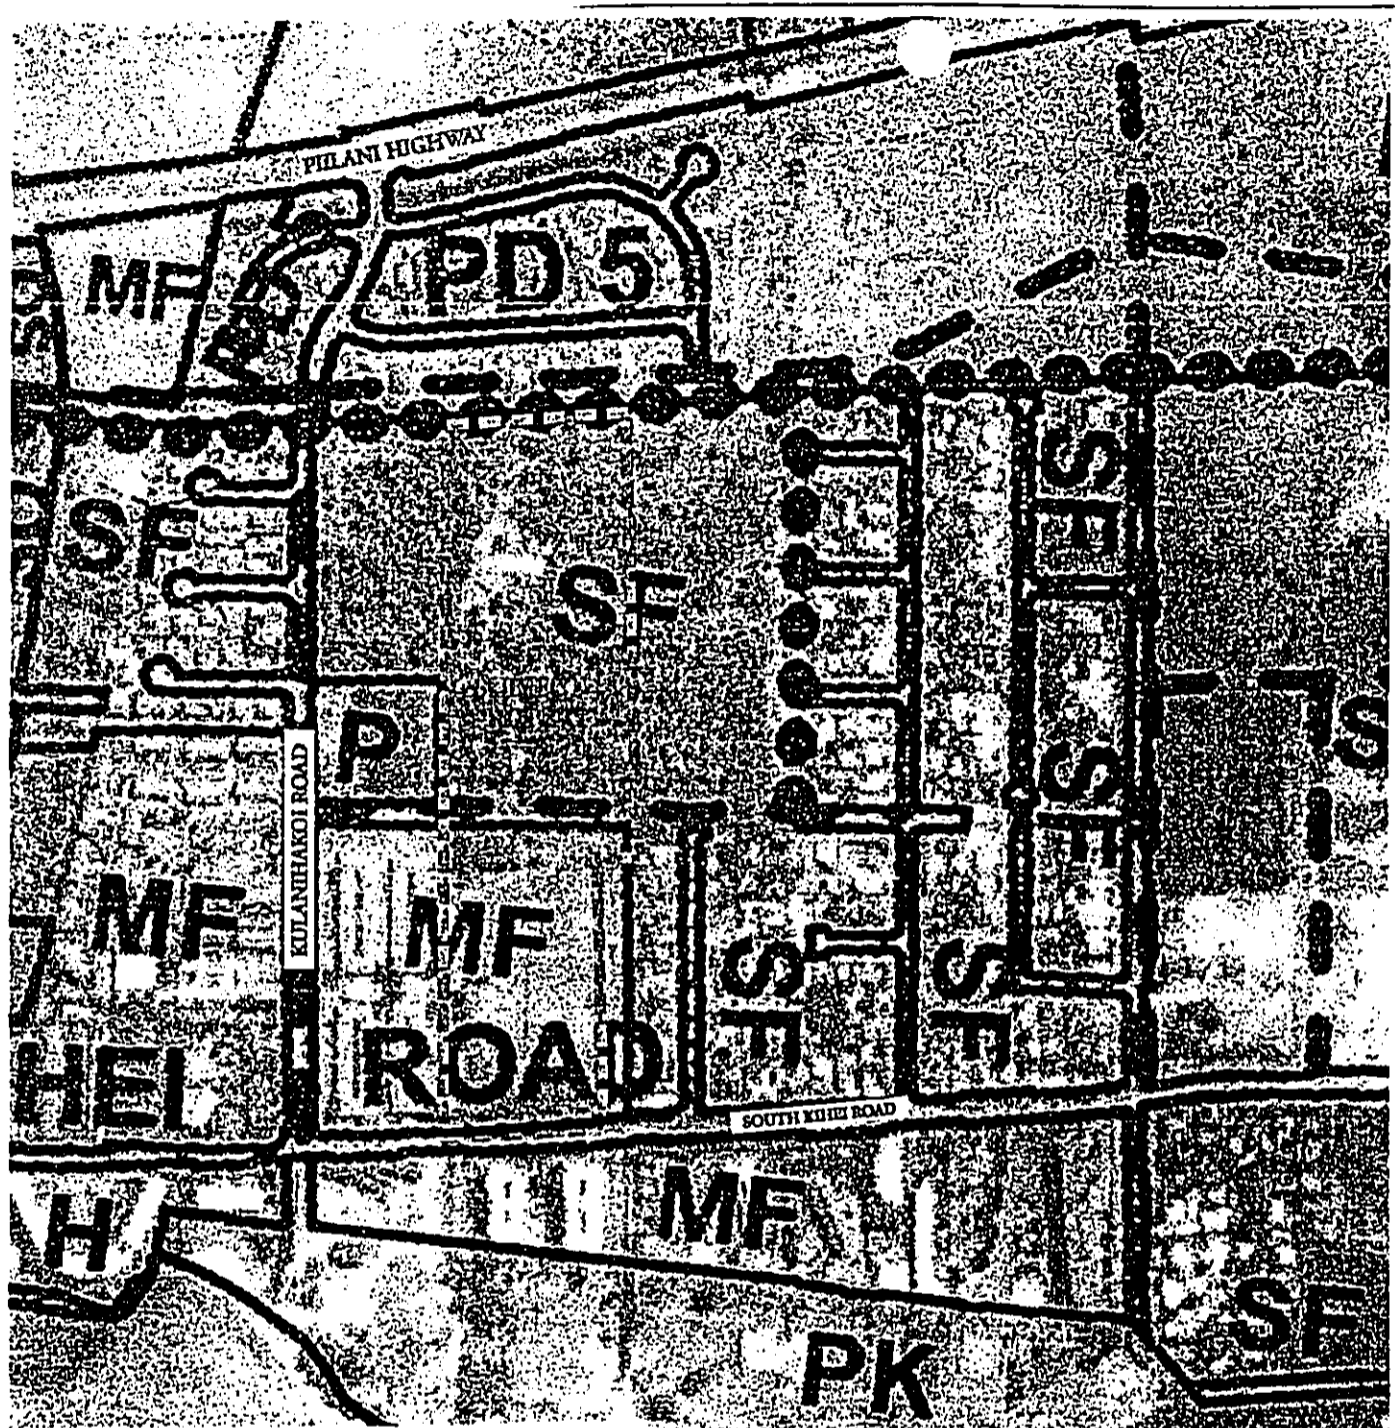 PIILANI HIGHWAY
MF
PD 5
SF
SF
SF
SF
P
KULANIHAKOI ROAD
MF
MF
SF
SF
ROAD
HEI
SOUTH KIHEI ROAD
MF
H
SF
PK